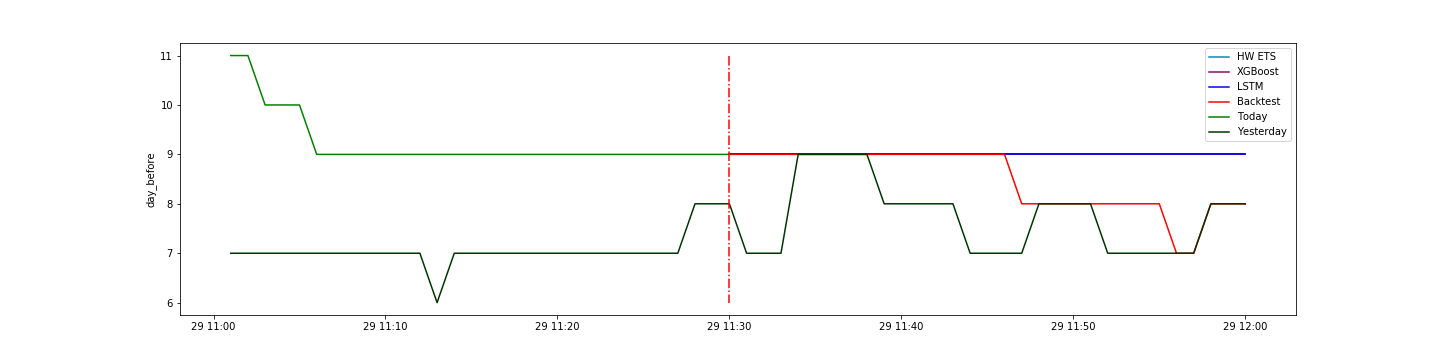 HW ETS
XGBoost
LSTM
Backtest
Today
Yesterday
day_before
11
10
9
8
7
6
29 11:00
29 11:10
29 11:20
29 11:30
29 11:40
29 11:50
29 12:00